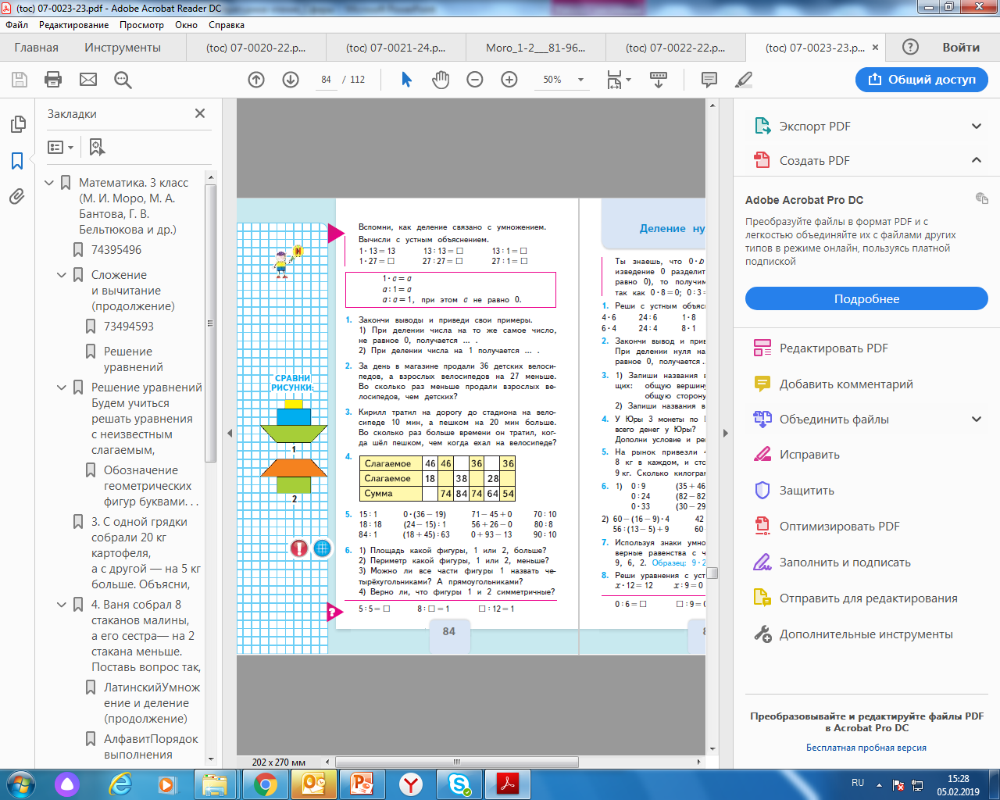 (toc) 07-0023-23.pdf - Adobe Acrobat Reader DC
Файл Редактирование Просмотр Окно Справка
Главная Инструменты (toc) 07-0020-22.p... (toc) 07-0021-24.p... Moro_1-2___81-96... (toc) 07-0022-22.p... (toc) 07-0023-23.p... × Войти
84 / 112 50% Общий доступ
Закладки
Математика. 3 класс
(М. И. Моро, М. А.
Бантова, Г. В.
Бельтюкова и др.)
74395496
Сложение
и вычитание
(продолжение)
73494593
Решение
уравнений
Решение уравнений
Будем учиться
решать уравнения
с неизвестным
слагаемым,
Обозначение
геометрических
фигур буквами. . .
3. С одной грядки
собрали 20 кг
картофеля,
а с другой — на 5 кг
больше. Объясни,
4. Ваня собрал 8
стаканов малины,
а его сестра— на 2
стакана меньше.
Поставь вопрос так,
ЛатинскийУмнож
ение и деление
(продолжение)
АлфавитПорядок
выполнения
Н
СРАВНИ
РИСУНКИ:
1
2
Вспомни, как деление связано с умножением.
Вычисли с устным объяснением.
1 · 13 = 13 13 : 13 = □ 13 : 1 = □
1 · 27 = □ 27 : 27 = □ 27 : 1 = □
1 · a = a
a : 1 = a
a : a = 1, при этом a не равно 0.
1. Закончи выводы и приведи свои примеры.
1) При делении числа на то же самое число,
не равное 0, получается ... .
2) При делении числа на 1 получается ... .
2. За день в магазине продали 36 детских велоси-
педов, а взрослых велосипедов на 27 меньше.
Во сколько раз меньше продали взрослых ве-
лосипедов, чем детских?
3. Кирилл тратил на дорогу до стадиона на вело-
сипеде 10 мин, а пешком на 20 мин больше.
Во сколько раз больше времени он тратил, ког-
да шёл пешком, чем когда ехал на велосипеде?
4. Слагаемое 46 46 36 36
Слагаемое 18 38 28
Сумма 74 84 74 64 54
5. 15 : 1 0 · (36 − 19) 71 − 45 + 0 70 : 10
18 : 18 (24 − 15) : 1 56 + 26 − 0 80 : 8
84 : 1 (18 + 45) : 63 0 + 93 − 13 90 : 10
6. 1) Площадь какой фигуры, 1 или 2, больше?
2) Периметр какой фигуры, 1 или 2, меньше?
3) Можно ли все части фигуры 1 назвать че-
тырёхугольниками? А прямоугольниками?
4) Верно ли, что фигуры 1 и 2 симметричные?
5 : 5 = □ 8 : □ = 1 □ : 12 = 1
84
Деление ну
Ты знаешь, что 0 · b
изведение 0 разделит
равно 0), то получим
так как 0 · 8 = 0; 0 : 3 =
1. Реши с устным объяс
4 · 6 24 : 6 1 · 8
6 · 4 24 : 4 8 · 1
2. Закончи вывод и прив
При делении нуля на
равное 0, получается ..
3. 1) Запиши названия в
щих: общую вершину
общую сторону
2) Запиши названия в
4. У Юры 3 монеты по
всего денег у Юры?
Дополни условие и ре
5. На рынок привезли
8 кг в каждом, и сто
9 кг. Сколько килограм
6. 1) 0 : 9 (35 + 46
0 : 24 (82 − 82
0 · 33 (30 − 29
2) 60 − (16 − 9) · 4 42
56 : (13 − 5) + 9 60
7. Используя знаки умно
верные равенства с ч
9, 6, 2. Образец: 9 · 2
8. Реши уравнения с уст
x · 12 = 12 x : 9 = 0
0 : 6 = □ □ : 9 = 0
202 x 270 мм
Экспорт PDF
Создать PDF
Adobe Acrobat Pro DC
Преобразуйте файлы в формат PDF и с
легкостью объединяйте их с файлами других
типов в режиме онлайн, пользуясь платной
подпиской
Подробнее
Редактировать PDF
Добавить комментарий
Объединить файлы
Исправить
Защитить
Оптимизировать PDF
Заполнить и подписать
Отправить для редактирования
Дополнительные инструменты
Преобразовывайте и редактируйте файлы PDF
в Acrobat Pro DC
Бесплатная пробная версия
RU 15:28
05.02.2019